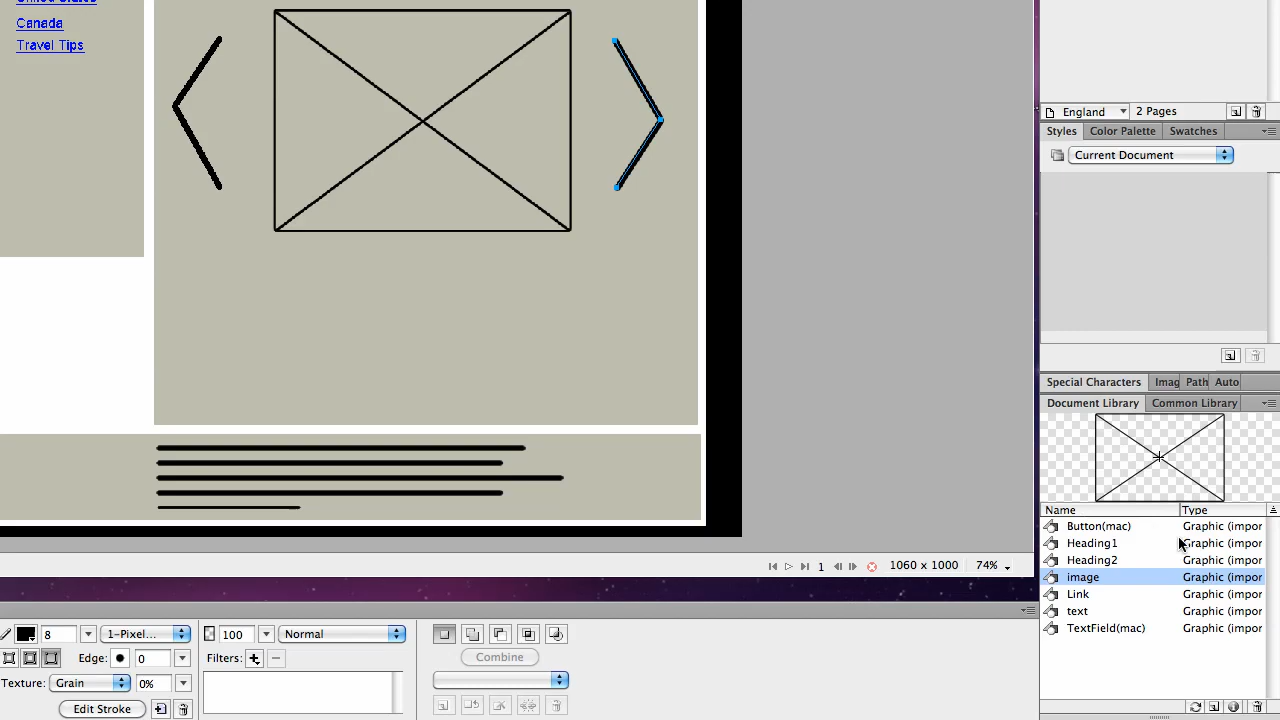 Canada
Travel Tips
England
2 Pages
Styles
Color Palette
Swatches
Current Document
Special Characters
Imag
Path
Auto
Document Library
Common Library
Name
Type
Button(mac)
Graphic (impor
Heading1
Graphic (impor
Heading2
Graphic (impor
image
Graphic (impor
Link
Graphic (impor
text
Graphic (impor
TextField(mac)
Graphic (impor
1
1060 x 1000
74%
8
1-Pixel...
100
Normal
Edge:
0
Filters:
Combine
Texture:
Grain
0%
Edit Stroke